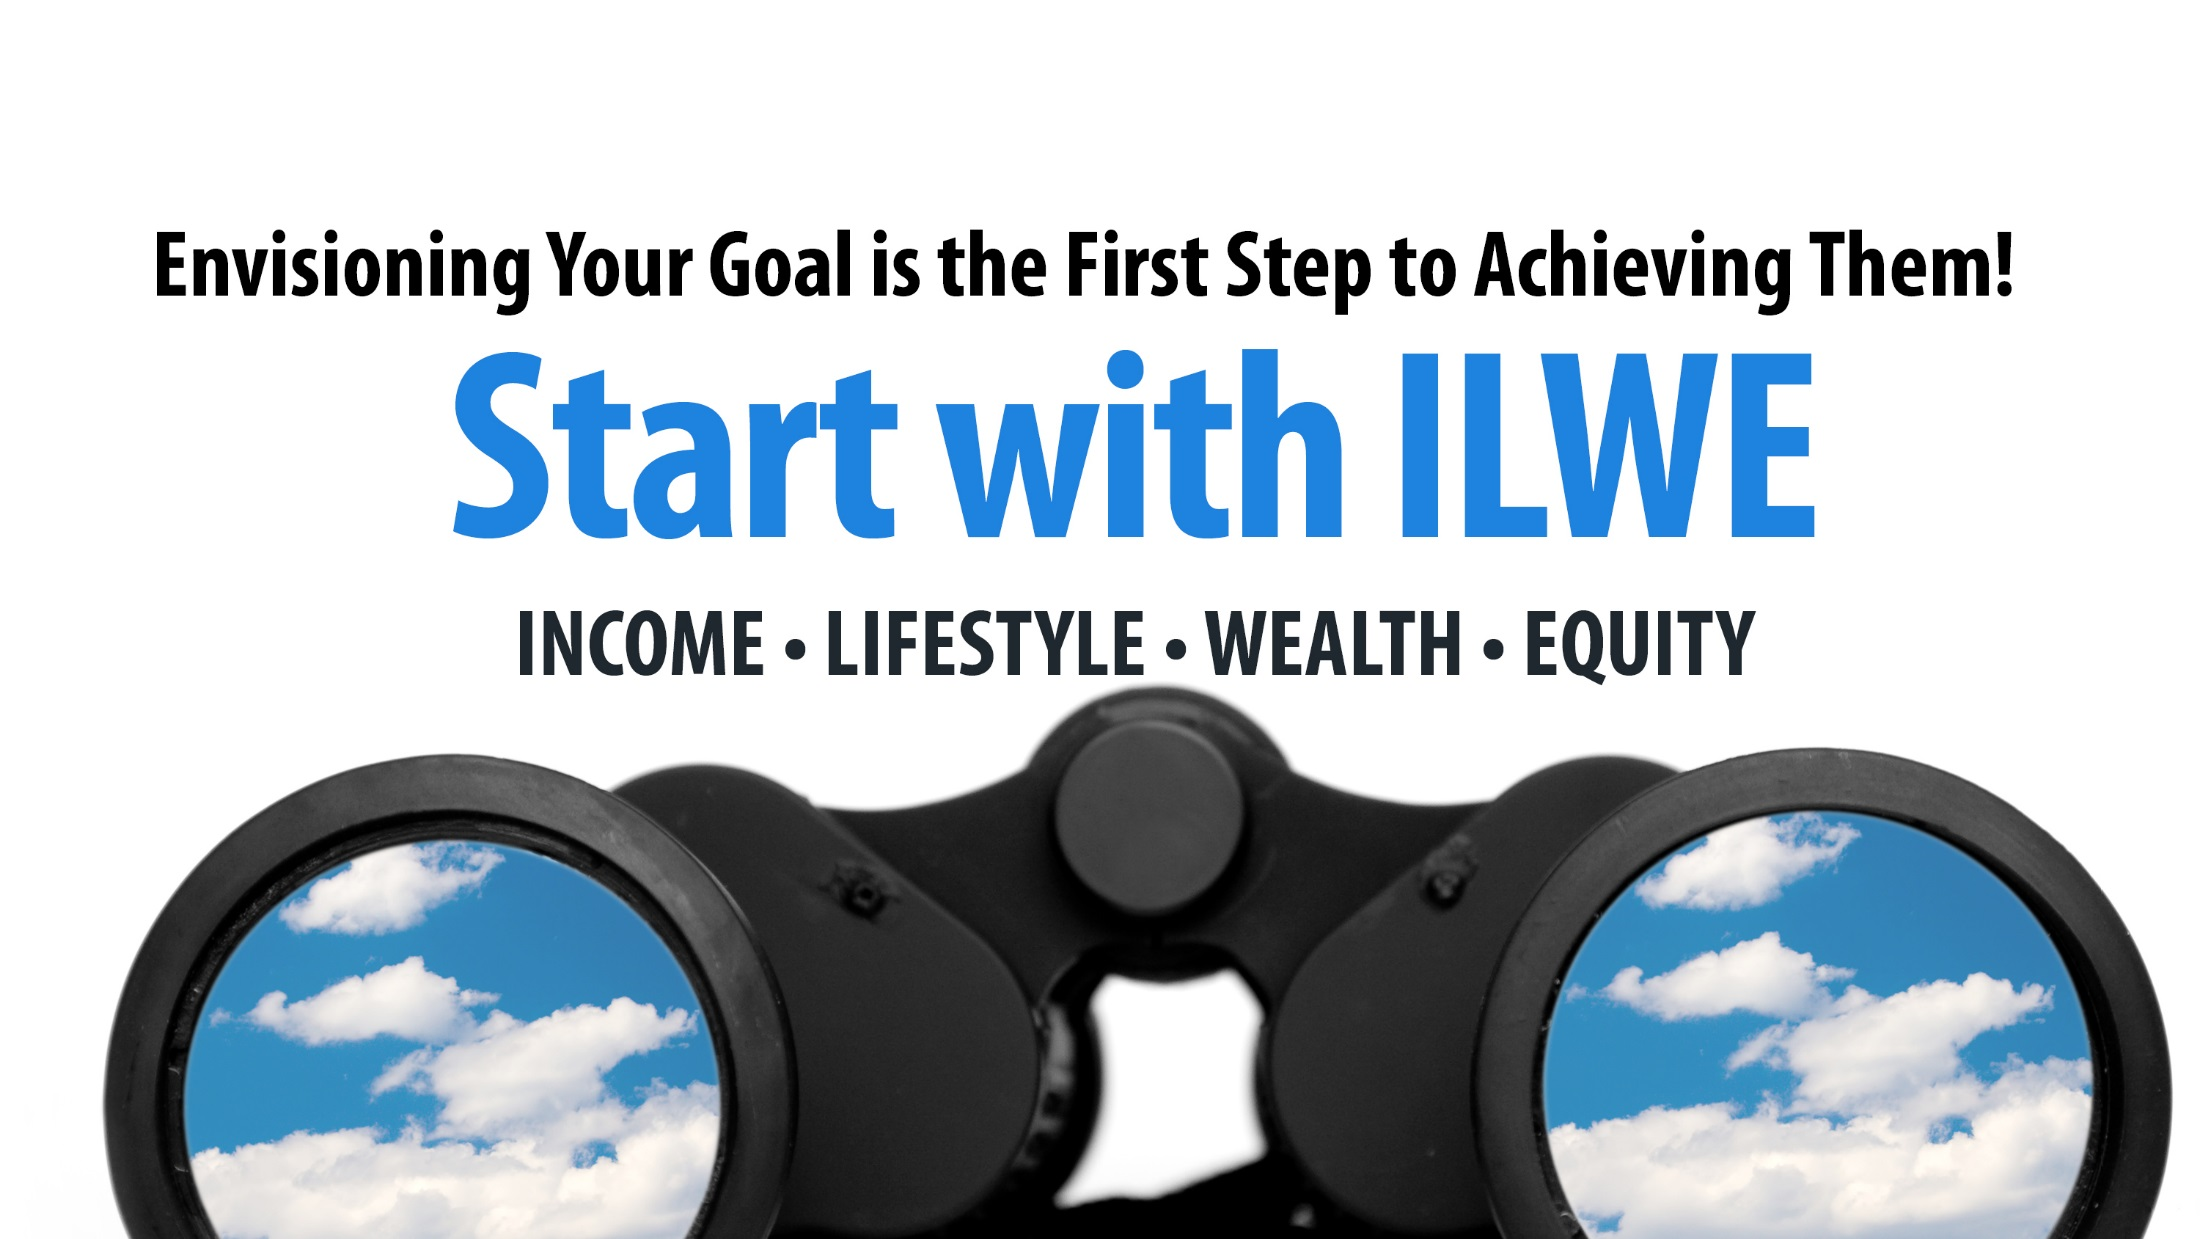 Envisioning Your Goal is the First Step to Achieving Them!
Start with ILWE
INCOME • LIFESTYLE • WEALTH • EQUITY